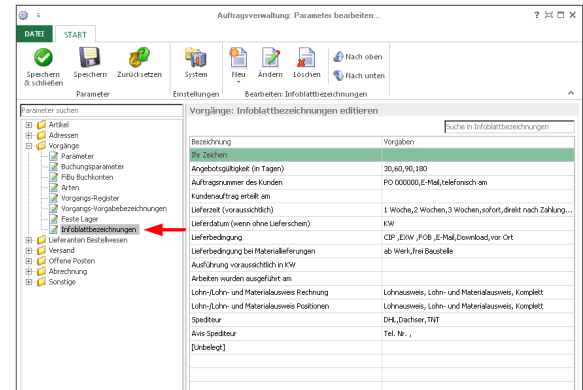 Auftragsverwaltung: Parameter bearbeiten...
DATEI START
Speichern & schließen
Speichern
Zurücksetzen
System
Neu
Ändern
Löschen
Nach oben
Nach unten
Parameter
Einstellungen
Bearbeiten: Infoblattbezeichnungen
Parameter suchen
Artikel
Adressen
Vorgänge
Parameter
Buchungsparameter
FiBu Buchkonten
Arten
Vorgangs-Register
Vorgangs-Vorgabebezeichnungen
Feste Lager
Infoblattbezeichnungen
Lieferanten Bestellwesen
Versand
Offene Posten
Abrechnung
Sonstige
Vorgänge: Infoblattbezeichnungen editieren
Suche in Infoblattbezeichnungen
Bezeichnung Vorgaben
Ihr Zeichen
Angebotsgültigkeit (in Tagen) 30,60,90,180
Auftragsnummer des Kunden PO 000000,E-Mail,telefonisch am
Kundenauftrag erteilt am
Lieferzeit (voraussichtlich) 1 Woche,2 Wochen,3 Wochen,sofort,direkt nach Zahlung...
Lieferdatum (wenn ohne Lieferschein) KW
Lieferbedingung CIP ,EXW ,FOB ,E-Mail,Download,vor Ort
Lieferbedingung bei Materiallieferungen ab Werk,frei Baustelle
Ausführung voraussichtlich in KW
Arbeiten wurden ausgeführt am
Lohn-/Lohn- und Materialausweis Rechnung Lohnausweis, Lohn- und Materialausweis, Komplett
Lohn-/Lohn- und Materialausweis Positionen Lohnausweis, Lohn- und Materialausweis, Komplett
Spediteur DHL,Dachser,TNT
Avis Spediteur Tel. Nr. ,
[Unbelegt]